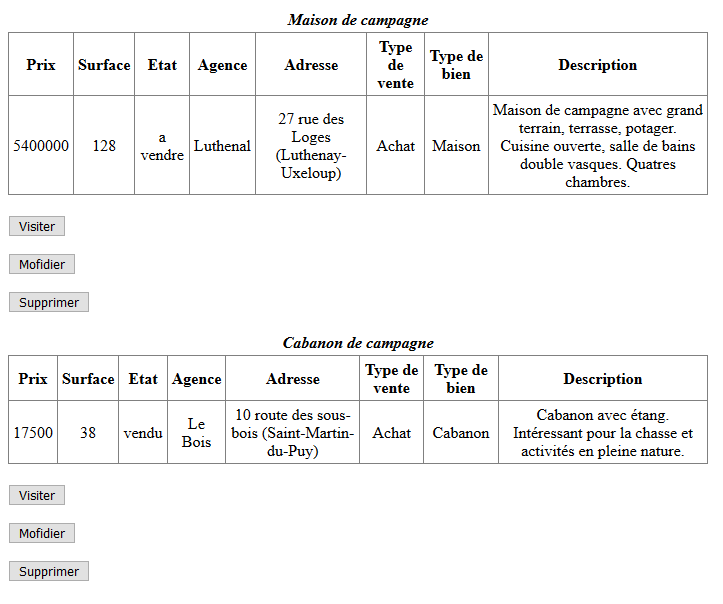 Maison de campagne
Prix Surface Etat Agence Adresse Type de vente Type de bien Description
5400000 128 a vendre Luthenal 27 rue des Loges (Luthenay-Uxeloup) Achat Maison Maison de campagne avec grand terrain, terrasse, potager. Cuisine ouverte, salle de bains double vasques. Quatres chambres.
Visiter
Mofidier
Supprimer
Cabanon de campagne
Prix Surface Etat Agence Adresse Type de vente Type de bien Description
17500 38 vendu Le Bois 10 route des sous-bois (Saint-Martin-du-Puy) Achat Cabanon Cabanon avec étang. Intéressant pour la chasse et activités en pleine nature.
Visiter
Mofidier
Supprimer